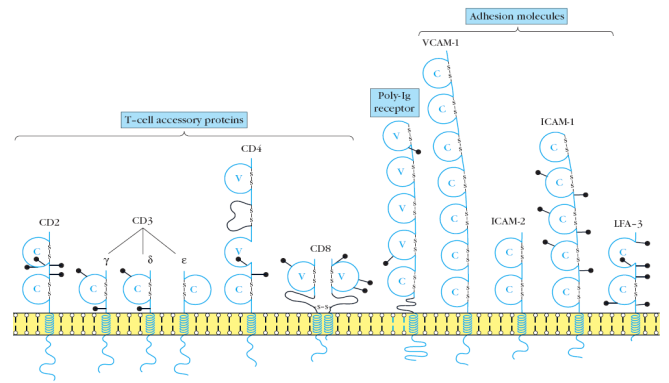 Adhesion molecules
VCAM-1
C
C
C
C
C
C
C
Poly-Ig
receptor
V
V
V
V
C
T-cell accessory proteins
CD2
C
C
CD3
γ δ ε
C C C
CD4
V
V
C
CD8
V V
S-S
ICAM-2
C
C
ICAM-1
C
C
C
C
C
LFA-3
C
C